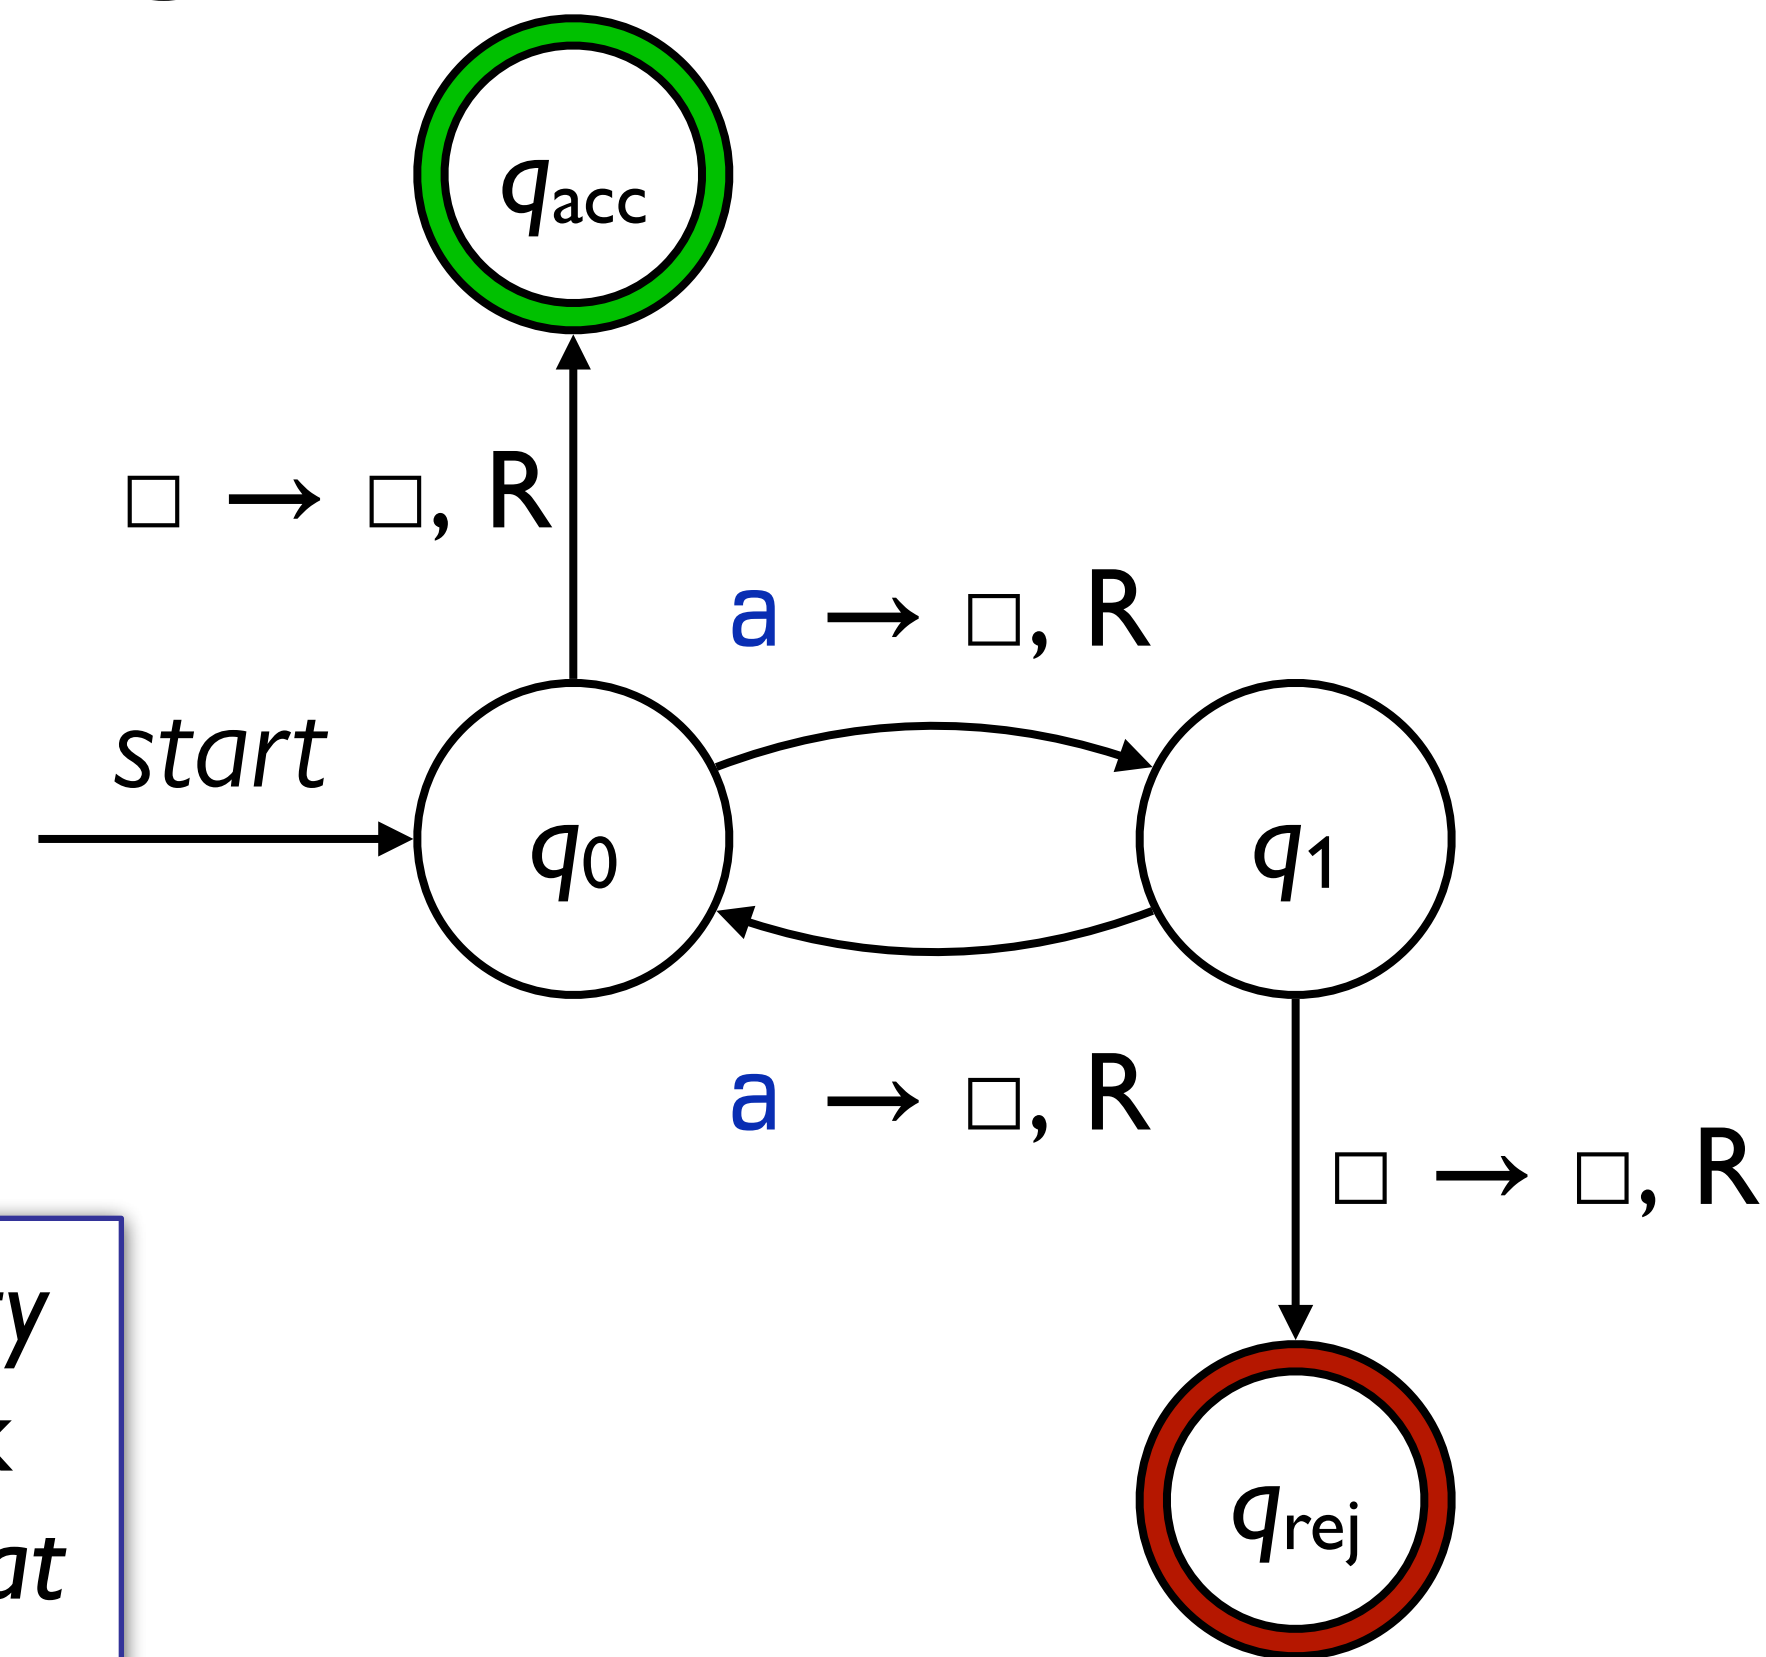 qacc
□ → □, R
a → □, R
start
q0
q1
a → □, R
□ → □, R
qrej